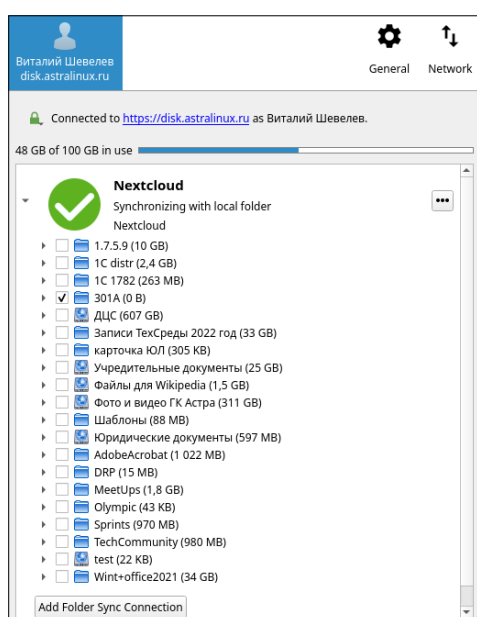 Виталий Шевелев
disk.astralinux.ru
General
Network
Connected to https://disk.astralinux.ru as Виталий Шевелев.
48 GB of 100 GB in use
Nextcloud
Synchronizing with local folder
Nextcloud
1.7.5.9 (10 GB)
1C distr (2,4 GB)
1C 1782 (263 MB)
301A (0 B)
ДЦС (607 GB)
Записи ТехСреды 2022 год (33 GB)
карточка ЮЛ (305 KB)
Учредительные документы (25 GB)
Файлы для Wikipedia (1,5 GB)
Фото и видео ГК Астра (311 GB)
Шаблоны (88 MB)
Юридические документы (597 MB)
AdobeAcrobat (1 022 MB)
DRP (15 MB)
MeetUps (1,8 GB)
Olympic (43 KB)
Sprints (970 MB)
TechCommunity (980 MB)
test (22 KB)
Wint+office2021 (34 GB)
Add Folder Sync Connection